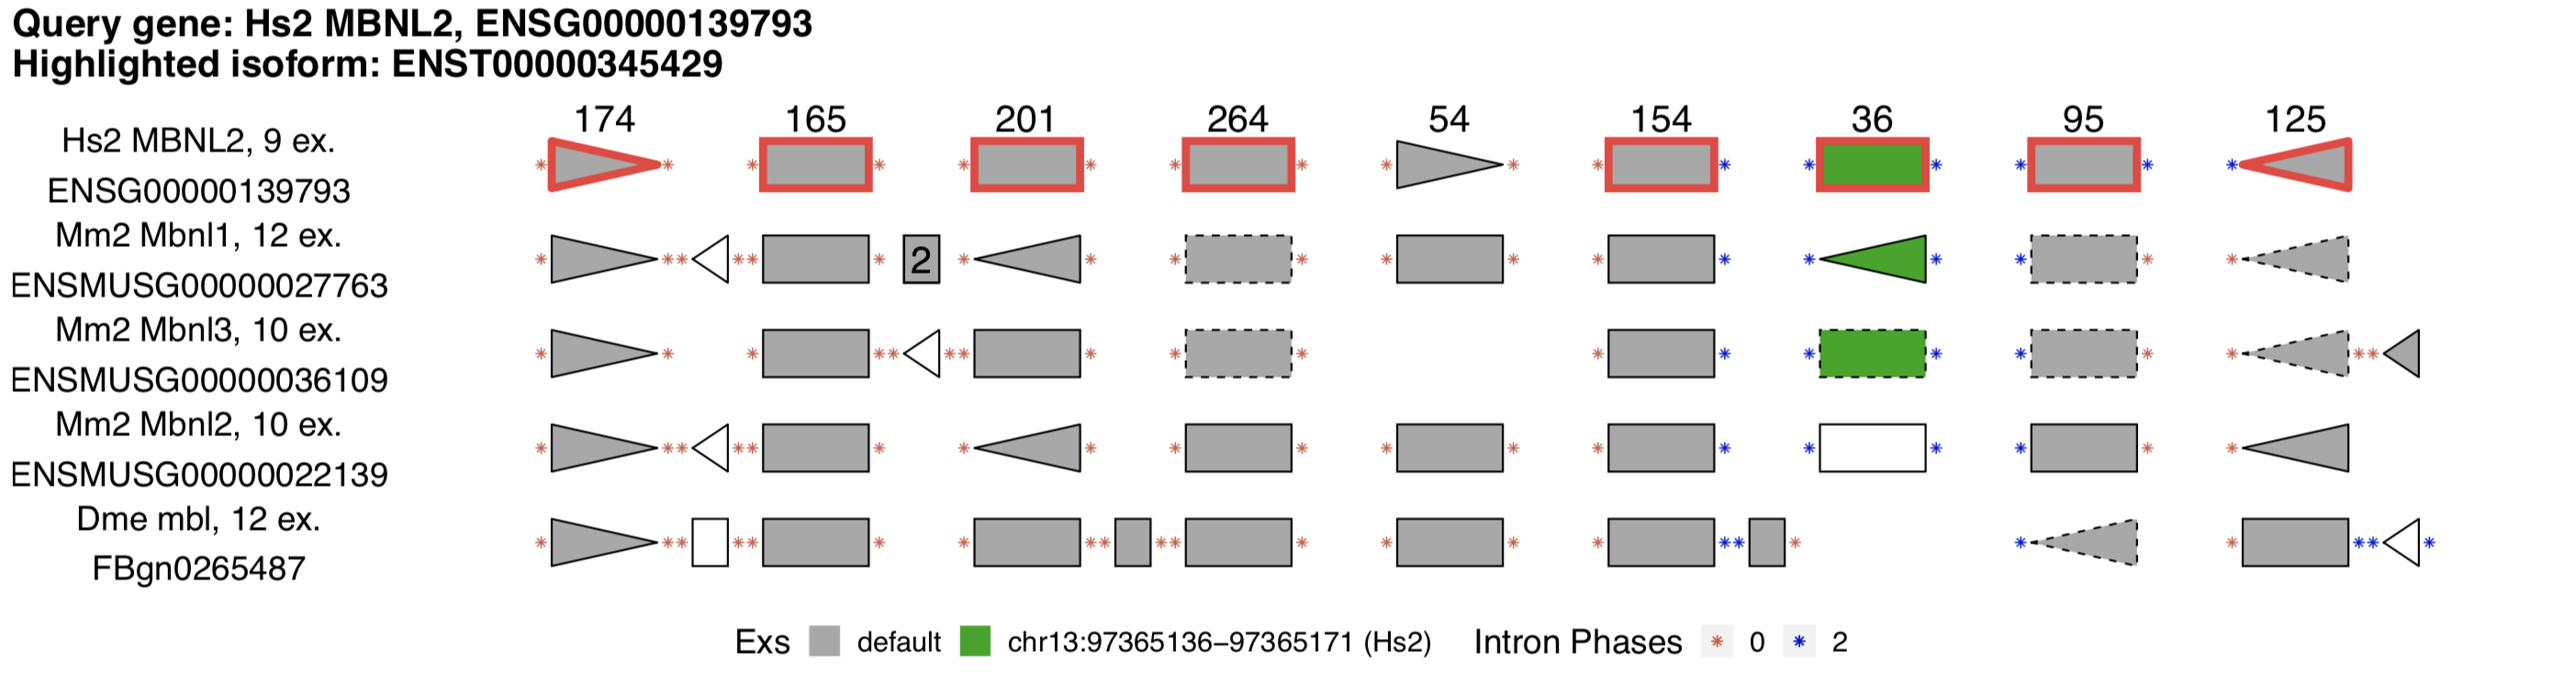 Query gene: Hs2 MBNL2, ENSG00000139793
Highlighted isoform: ENST00000345429
174 165 201 264 54 154 36 95 125
Hs2 MBNL2, 9 ex.
ENSG00000139793
Mm2 Mbnl1, 12 ex.
2
ENSMUSG00000027763
Mm2 Mbnl3, 10 ex.
ENSMUSG00000036109
Mm2 Mbnl2, 10 ex.
ENSMUSG00000022139
Dme mbl, 12 ex.
FBgn0265487
Exs default chr13:97365136−97365171 (Hs2) Intron Phases 0 2